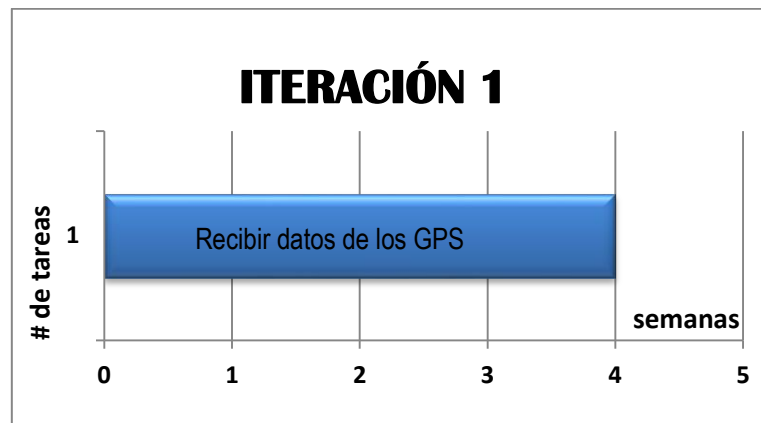 ITERACIÓN 1
# de tareas
1
Recibir datos de los GPS
semanas
0 1 2 3 4 5